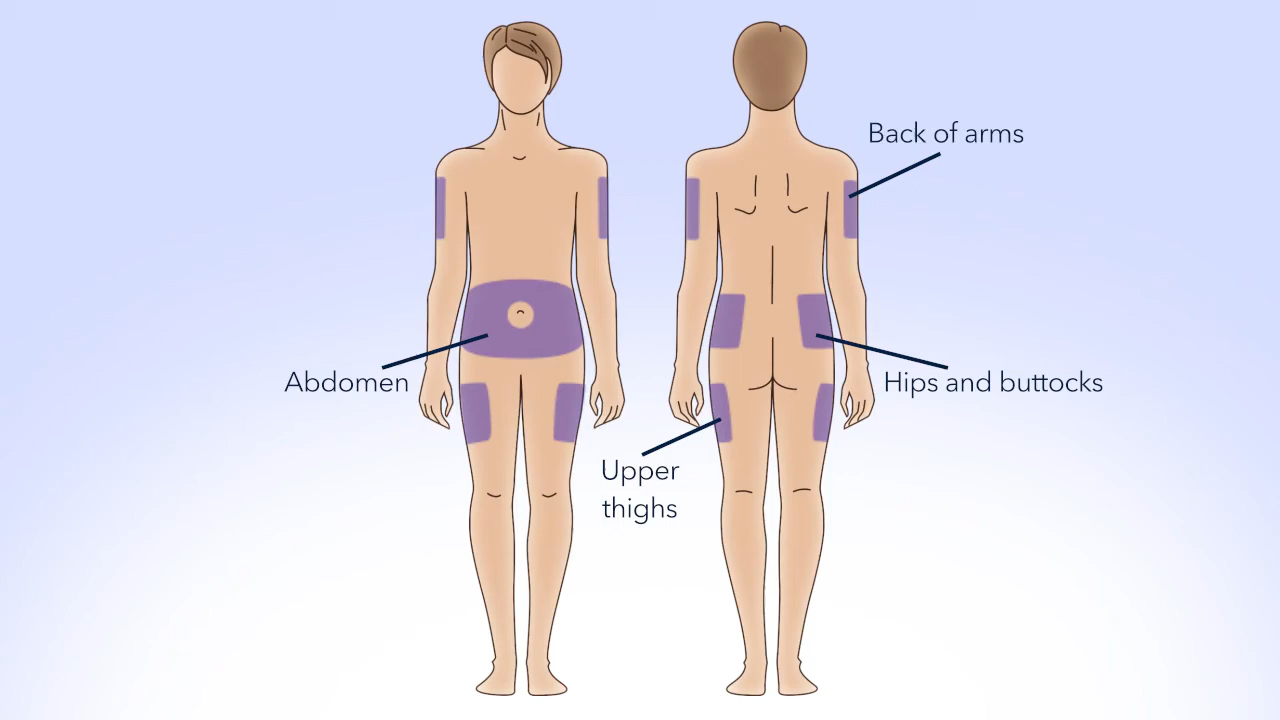 Back of arms
Abdomen
Hips and buttocks
Upper
thighs